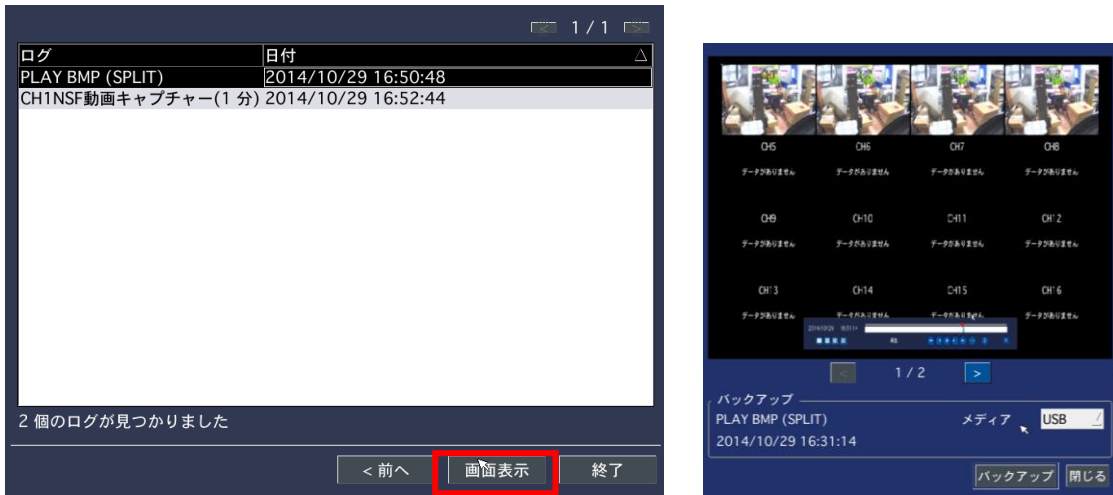 < 1 / 1 >
ログ 日付 △
PLAY BMP (SPLIT) 2014/10/29 16:50:48
CH1NSF動画キャプチャー(1 分) 2014/10/29 16:52:44
2 個のログが見つかりました
< 前へ 画面表示 終了
CH5 CH6 CH7 CH8
データがありません データがありません データがありません データがありません
CH9 CH10 CH11 CH12
データがありません データがありません データがありません データがありません
CH13 CH14 CH15 CH16
データがありません データがありません データがありません データがありません
< 1 / 2 >
バックアップ
PLAY BMP (SPLIT) メディア USB
2014/10/29 16:31:14
バックアップ 閉じる